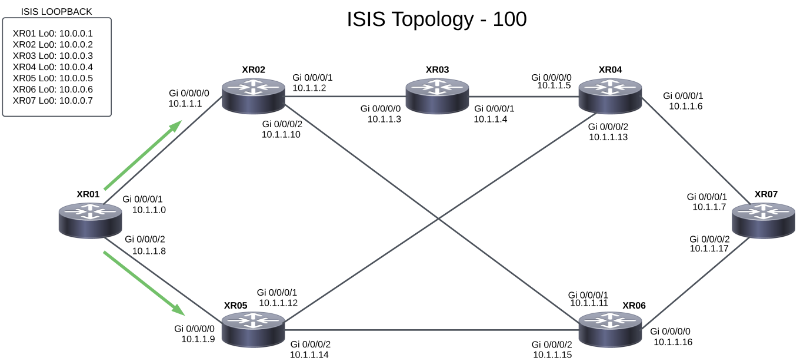 ISIS LOOPBACK
ISIS Topology - 100
XR01 Lo0: 10.0.0.1
XR02 Lo0: 10.0.0.2
XR03 Lo0: 10.0.0.3
XR04 Lo0: 10.0.0.4
XR05 Lo0: 10.0.0.5
XR06 Lo0: 10.0.0.6
XR07 Lo0: 10.0.0.7
XR02
Gi 0/0/0/0
10.1.1.1
Gi 0/0/0/1
10.1.1.2
Gi 0/0/0/2
10.1.1.10
XR03
Gi 0/0/0/0
10.1.1.3
Gi 0/0/0/1
10.1.1.4
XR04
Gi 0/0/0/0
10.1.1.5
Gi 0/0/0/1
10.1.1.6
Gi 0/0/0/2
10.1.1.13
XR01
Gi 0/0/0/1
10.1.1.0
Gi 0/0/0/2
10.1.1.8
XR07
Gi 0/0/0/1
10.1.1.7
Gi 0/0/0/2
10.1.1.17
XR05
Gi 0/0/0/1
10.1.1.12
Gi 0/0/0/0
10.1.1.9
Gi 0/0/0/2
10.1.1.14
XR06
Gi 0/0/0/1
10.1.1.11
Gi 0/0/0/0
10.1.1.16
Gi 0/0/0/2
10.1.1.15